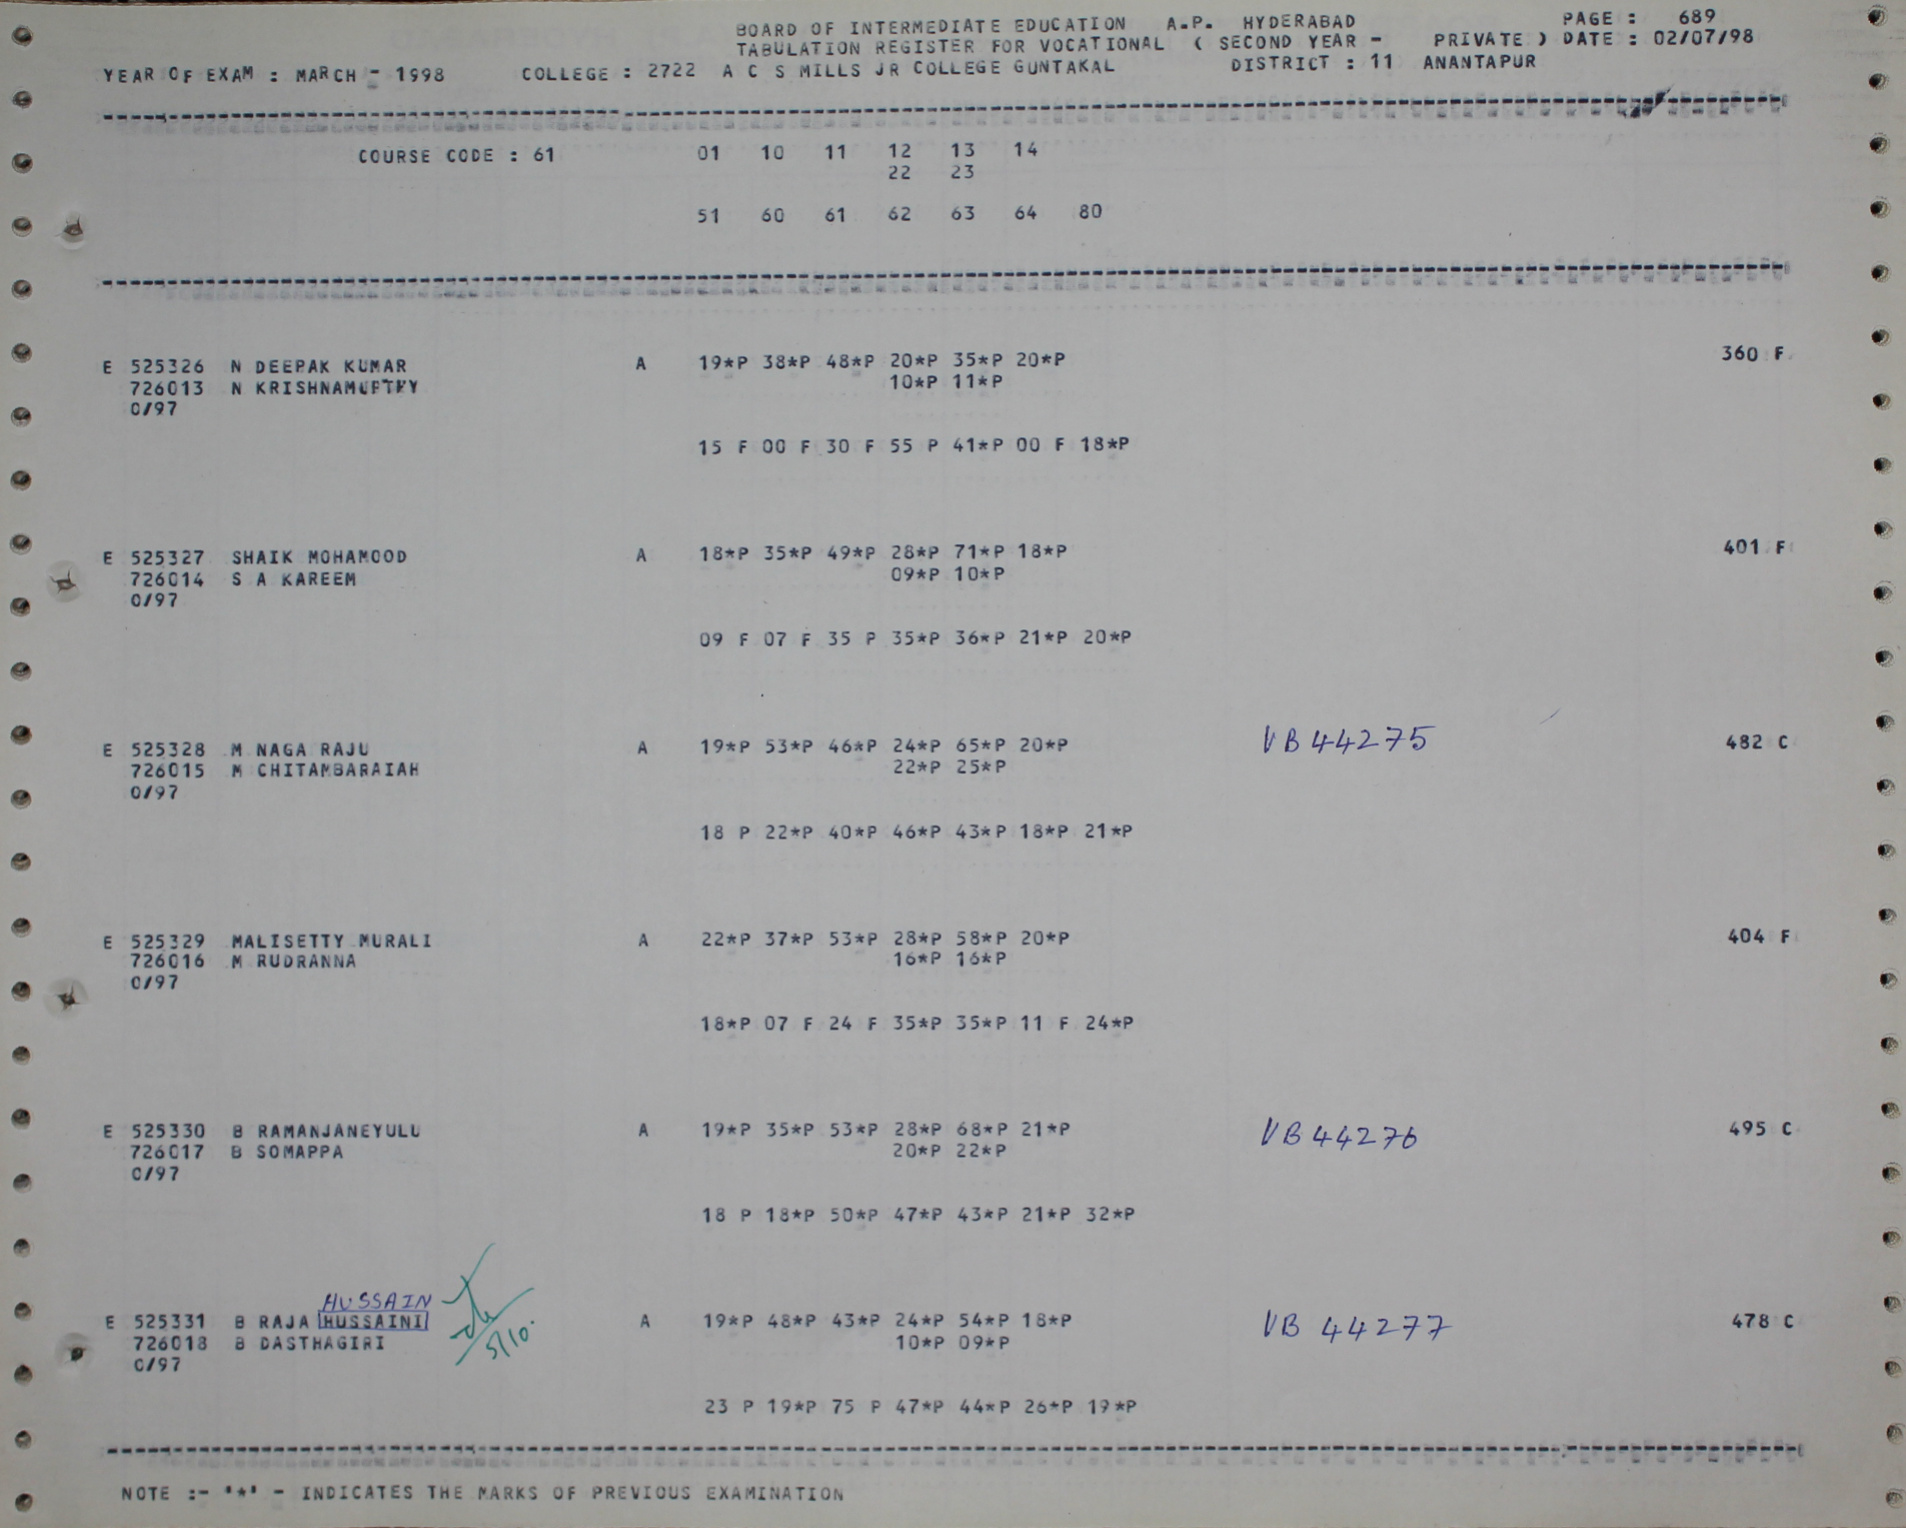 BOARD OF INTERMEDIATE EDUCATION A.P. HYDERABAD PAGE : 689
TABULATION REGISTER FOR VOCATIONAL ( SECOND YEAR - PRIVATE ) DATE : 02/07/98
YEAR OF EXAM : MARCH - 1998 COLLEGE : 2722 A C S MILLS JR COLLEGE GUNTAKAL DISTRICT : 11 ANANTAPUR
COURSE CODE : 61 01 10 11 12 13 14
22 23
51 60 61 62 63 64 80
E 525326 N DEEPAK KUMAR A 19*P 38*P 48*P 20*P 35*P 20*P 360 F
726013 N KRISHNAMURTHY 10*P 11*P
0/97
15 F 00 F 30 F 55 P 41*P 00 F 18*P
E 525327 SHAIK MOHAMOOD A 18*P 35*P 49*P 28*P 71*P 18*P 401 F
726014 S A KAREEM 09*P 10*P
0/97
09 F 07 F 35 P 35*P 36*P 21*P 20*P
E 525328 M NAGA RAJU A 19*P 53*P 46*P 24*P 65*P 20*P VB44275 482 C
726015 M CHITAMBARAIAH 22*P 25*P
0/97
18 P 22*P 40*P 46*P 43*P 18*P 21*P
E 525329 MALISETTY MURALI A 22*P 37*P 53*P 28*P 58*P 20*P 404 F
726016 M RUDRANNA 16*P 16*P
0/97
18*P 07 F 24 F 35*P 35*P 11 F 24*P
E 525330 B RAMANJANEYULU A 19*P 35*P 53*P 28*P 68*P 21*P VB44276 495 C
726017 B SOMAPPA 20*P 22*P
0/97
18 P 18*P 50*P 47*P 43*P 21*P 32*P
HUSSAIN
E 525331 B RAJA HUSSAINI A 19*P 48*P 43*P 24*P 54*P 18*P VB 44277 478 C
726018 B DASTHAGIRI 5/10. 10*P 09*P
0/97
23 P 19*P 75 P 47*P 44*P 26*P 19*P
NOTE :- '*' - INDICATES THE MARKS OF PREVIOUS EXAMINATION